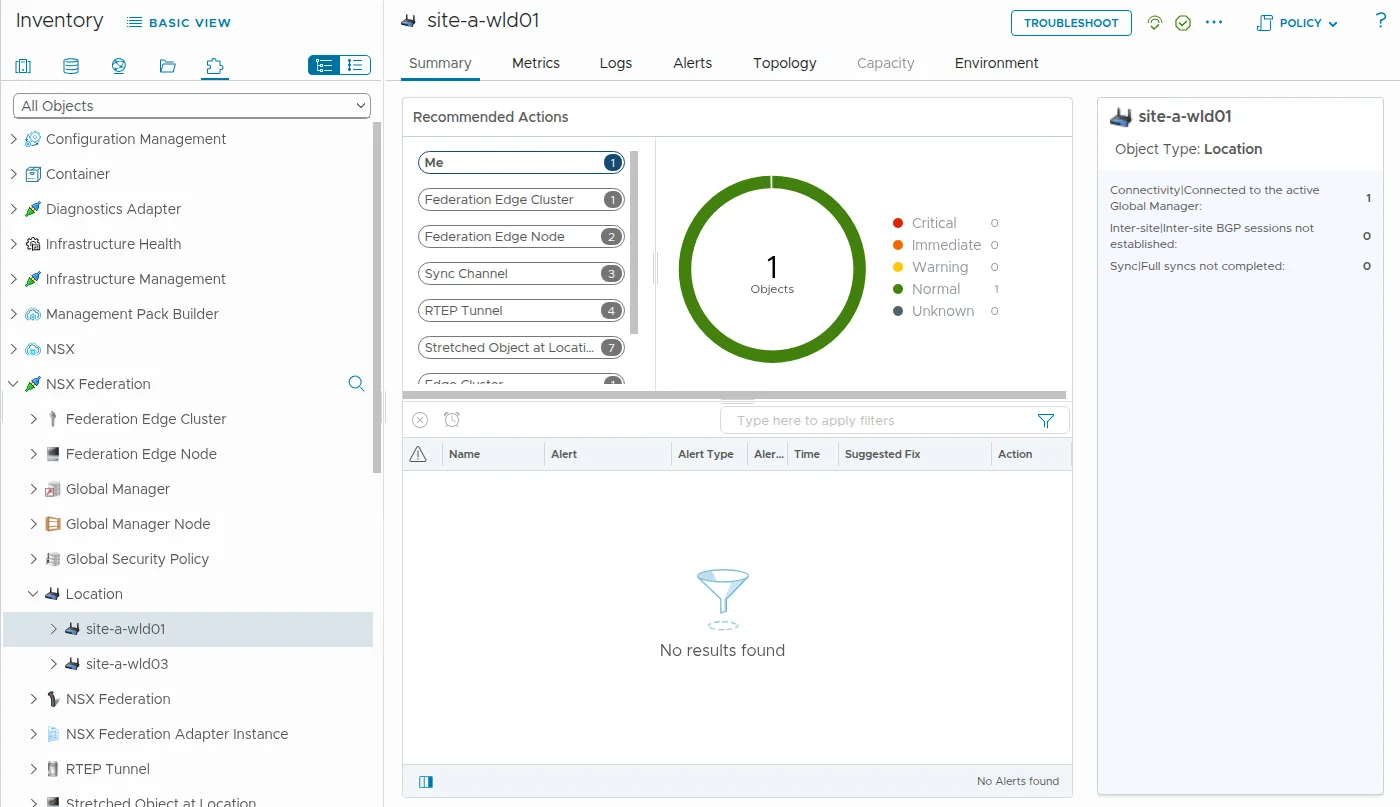 Inventory
BASIC VIEW
All Objects
Configuration Management
Container
Diagnostics Adapter
Infrastructure Health
Infrastructure Management
Management Pack Builder
NSX
NSX Federation
Federation Edge Cluster
Federation Edge Node
Global Manager
Global Manager Node
Global Security Policy
Location
site-a-wld01
site-a-wld03
NSX Federation
NSX Federation Adapter Instance
RTEP Tunnel
Stretched Object at Location
site-a-wld01
TROUBLESHOOT
POLICY
?
Summary Metrics Logs Alerts Topology Capacity Environment
Recommended Actions
Me 1
Federation Edge Cluster 1
Federation Edge Node 2
Sync Channel 3
RTEP Tunnel 4
Stretched Object at Locati... 7
Edge Cluster 1
1
Objects
Critical 0
Immediate 0
Warning 0
Normal 1
Unknown 0
Type here to apply filters
Name Alert Alert Type Aler... Time Suggested Fix Action
No results found
No Alerts found
site-a-wld01
Object Type: Location
Connectivity|Connected to the active
Global Manager: 1
Inter-site|Inter-site BGP sessions not
established: 0
Sync|Full syncs not completed: 0